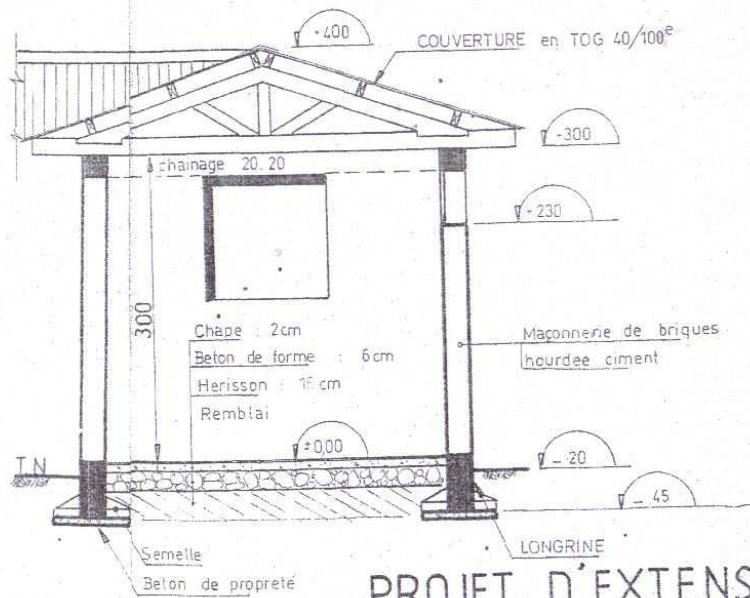 -400
COUVERTURE en TOG 40/100e
-300
chainage 20.20
-230
300
Chape : 2cm
Beton de forme : 6cm
Herisson : 15 cm
Remblai
Maçonnerie de briques
hourdee ciment
±0,00
T.N
-20
-45
Semelle
LONGRINE
Beton de propreté
PROJET D'EXTENS